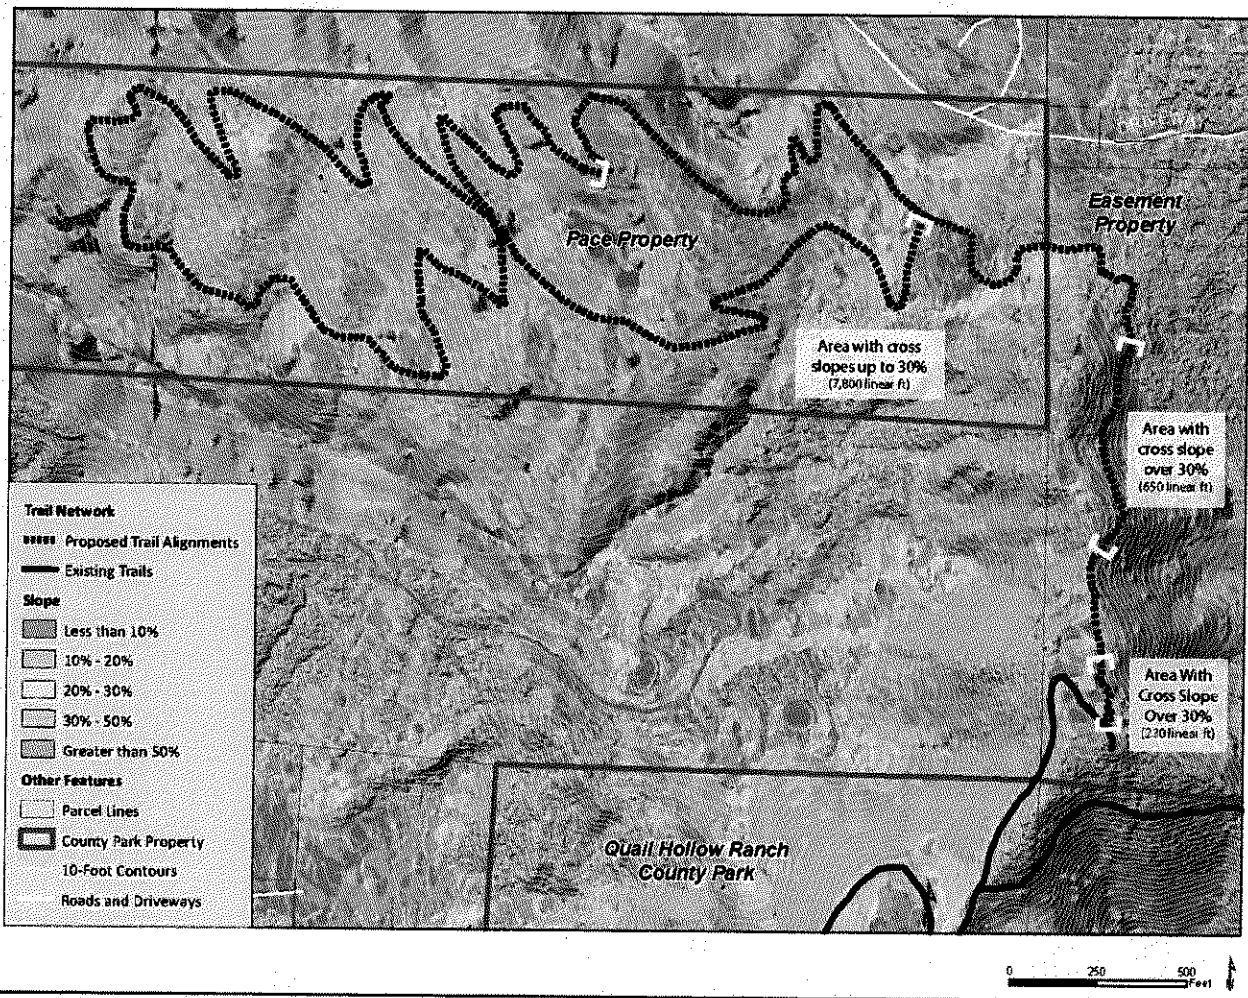 Pace Property
Easement
Property
Area with cross
slopes up to 30%
(7,800 linear ft)
Area with
cross slope
over 30%
(650 linear ft)
Area With
Cross Slope
Over 30%
(230 linear ft)
Quail Hollow Ranch
County Park
Trail Network
Proposed Trail Alignments
Existing Trails
Slope
Less than 10%
10% - 20%
20% - 30%
30% - 50%
Greater than 50%
Other Features
Parcel Lines
County Park Property
10-Foot Contours
Roads and Driveways
0 250 500
Feet